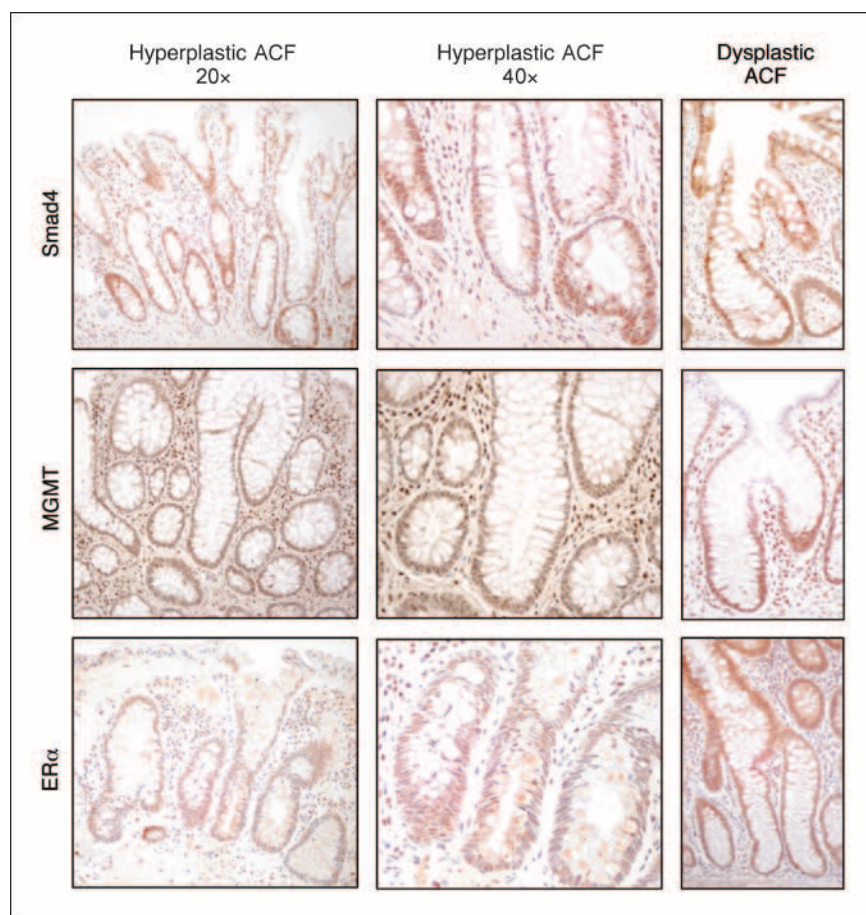 Hyperplastic ACF
20×
Hyperplastic ACF
40×
Dysplastic
ACF
Smad4
MGMT
ERα